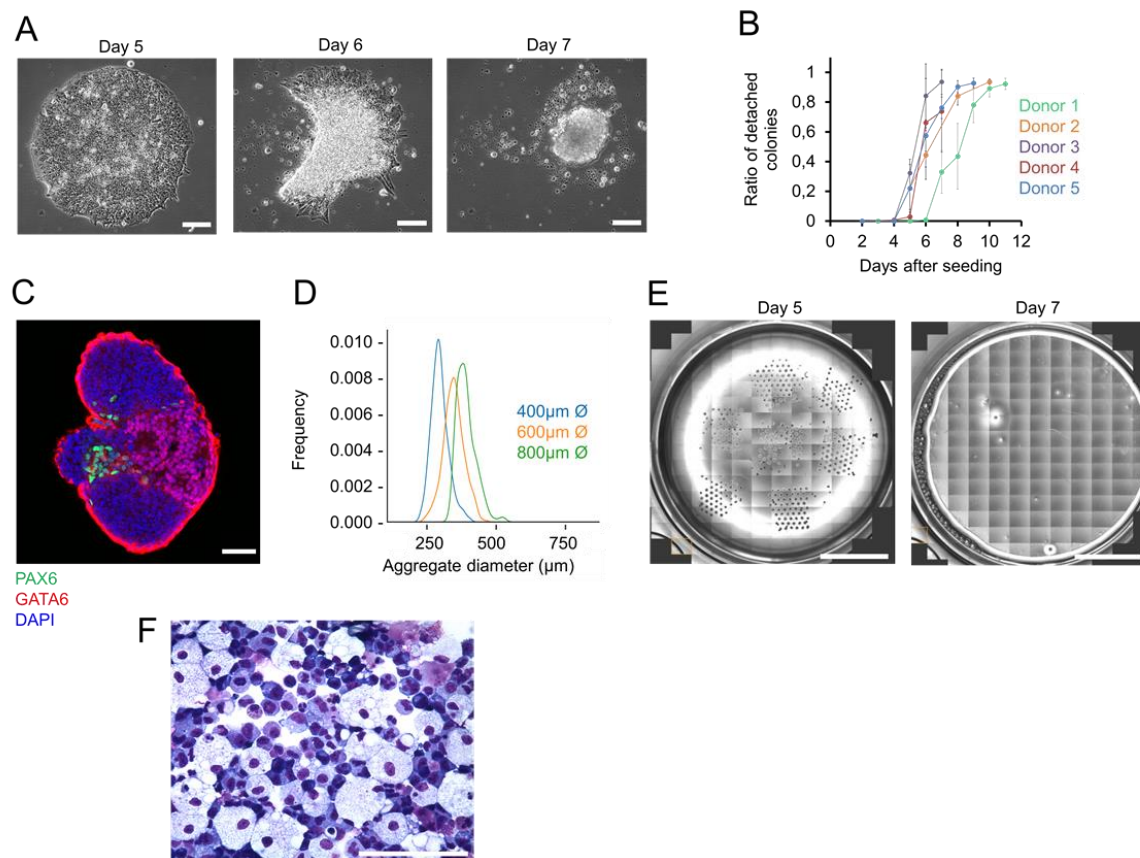 A
Day 5
Day 6
Day 7
B
Ratio of detached
colonies
1
0,8
0,6
0,4
0,2
0
0 2 4 6 8 10 12
Days after seeding
Donor 1
Donor 2
Donor 3
Donor 4
Donor 5
C
PAX6
GATA6
DAPI
D
Frequency
0.010
0.008
0.006
0.004
0.002
0.000
250 500 750
Aggregate diameter (μm)
400μm Ø
600μm Ø
800μm Ø
E
Day 5
Day 7
F